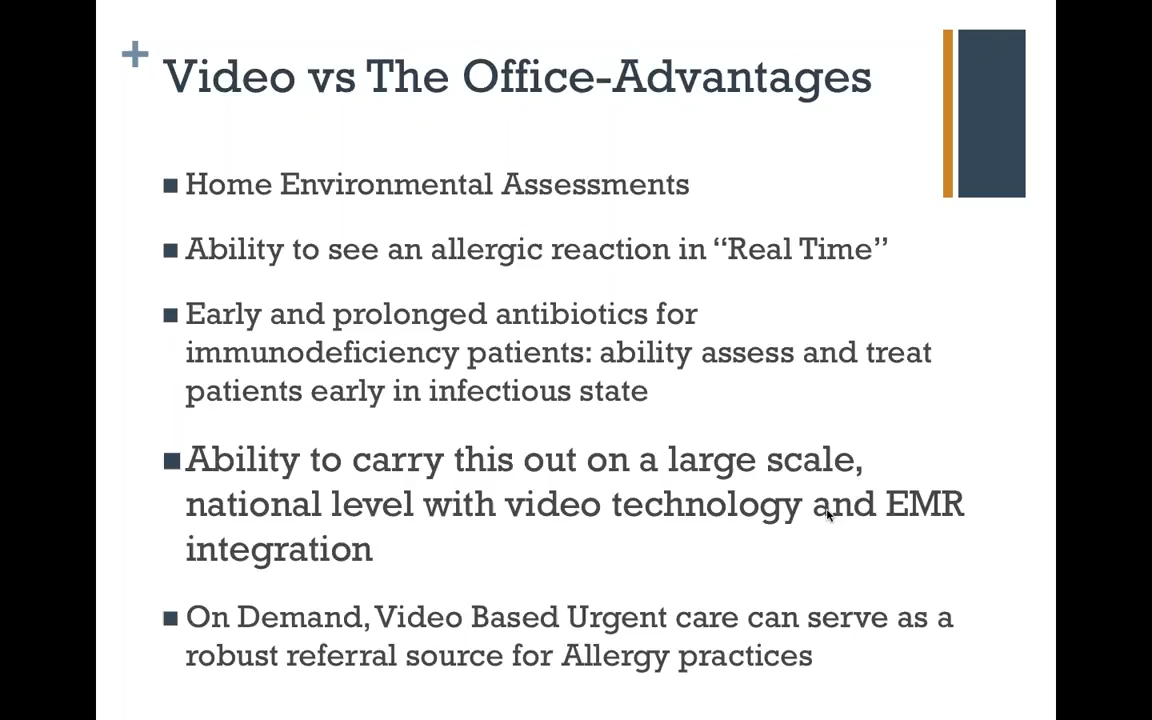 +
Video vs The Office-Advantages
■ Home Environmental Assessments
■ Ability to see an allergic reaction in “Real Time”
■ Early and prolonged antibiotics for
immunodeficiency patients: ability assess and treat
patients early in infectious state
■ Ability to carry this out on a large scale,
national level with video technology and EMR
integration
■ On Demand, Video Based Urgent care can serve as a
robust referral source for Allergy practices